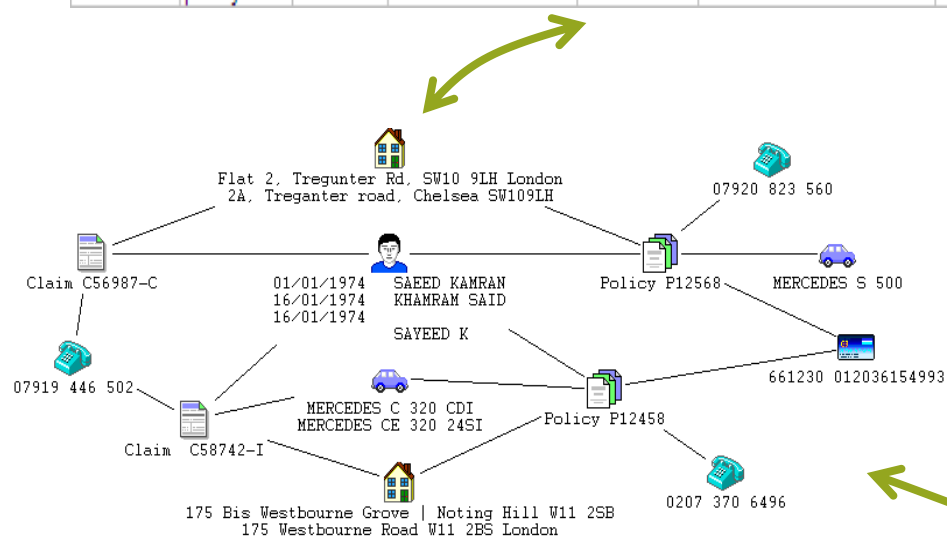 Flat 2, Tregunter Rd, SW10 9LH London
2A, Treganter road, Chelsea SW109LH
07920 823 560
Claim C56987-C
01/01/1974 SAEED KAMRAN
16/01/1974 KHAMRAM SAID
16/01/1974
SAYEED K
Policy P12568
MERCEDES S 500
07919 446 502
661230 012036154993
MERCEDES C 320 CDI
MERCEDES CE 320 24SI
Policy P12458
Claim C58742-I
0207 370 6496
175 Bis Westbourne Grove | Noting Hill W11 2SB
175 Westbourne Road W11 2BS London